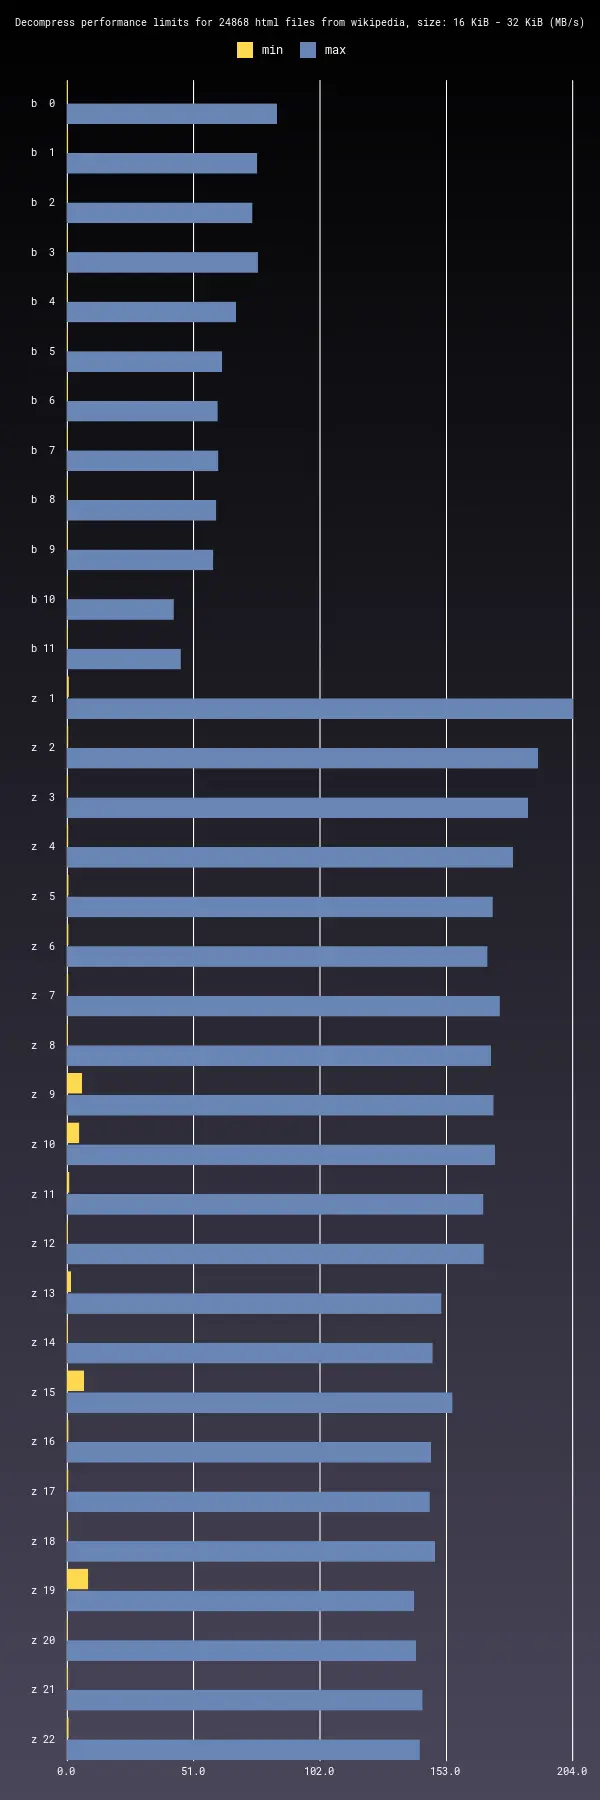 Decompress performance limits for 24868 html files from wikipedia, size: 16 KiB - 32 KiB (MB/s)
min max
b 0
b 1
b 2
b 3
b 4
b 5
b 6
b 7
b 8
b 9
b 10
b 11
z 1
z 2
z 3
z 4
z 5
z 6
z 7
z 8
z 9
z 10
z 11
z 12
z 13
z 14
z 15
z 16
z 17
z 18
z 19
z 20
z 21
z 22
0.0 51.0 102.0 153.0 204.0